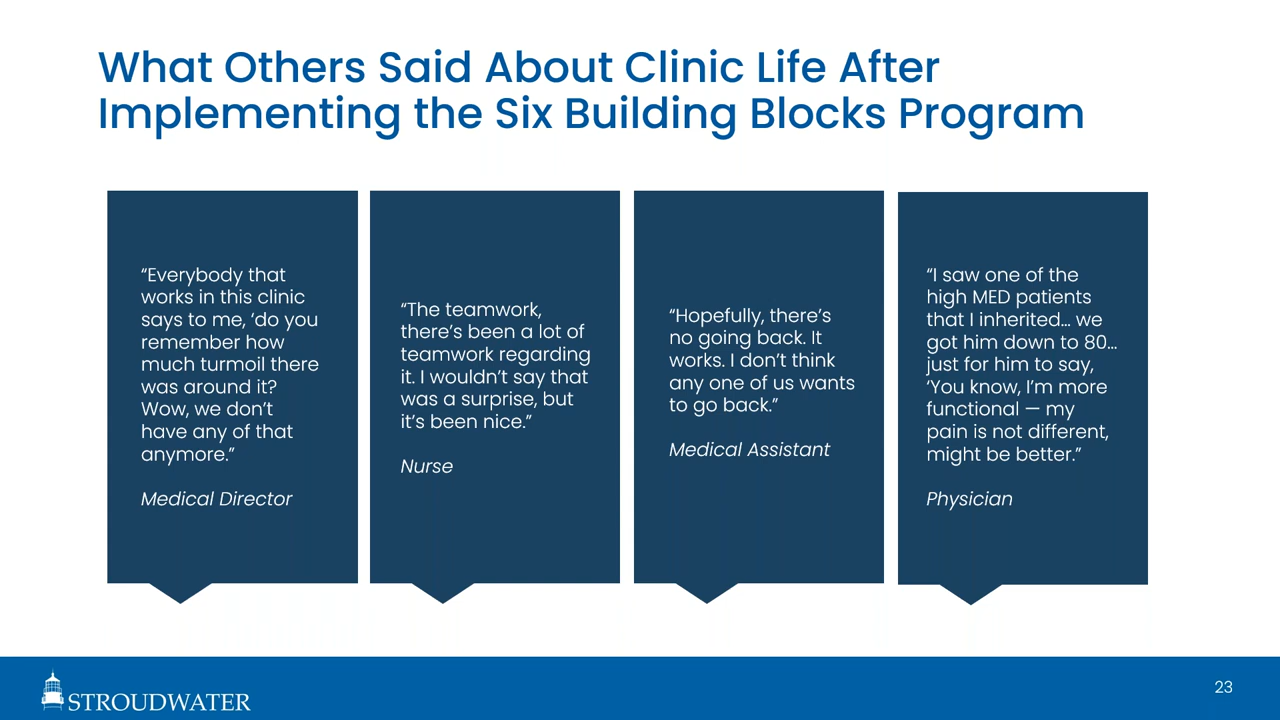 What Others Said About Clinic Life After
Implementing the Six Building Blocks Program
“Everybody that
works in this clinic
says to me, ‘do you
remember how
much turmoil there
was around it?
Wow, we don’t
have any of that
anymore.”
Medical Director
“The teamwork,
there’s been a lot of
teamwork regarding
it. I wouldn’t say that
was a surprise, but
it’s been nice.”
Nurse
“Hopefully, there’s
no going back. It
works. I don’t think
any one of us wants
to go back.”
Medical Assistant
“I saw one of the
high MED patients
that I inherited... we
got him down to 80...
just for him to say,
‘You know, I’m more
functional — my
pain is not different,
might be better.”
Physician
STROUDWATER
23